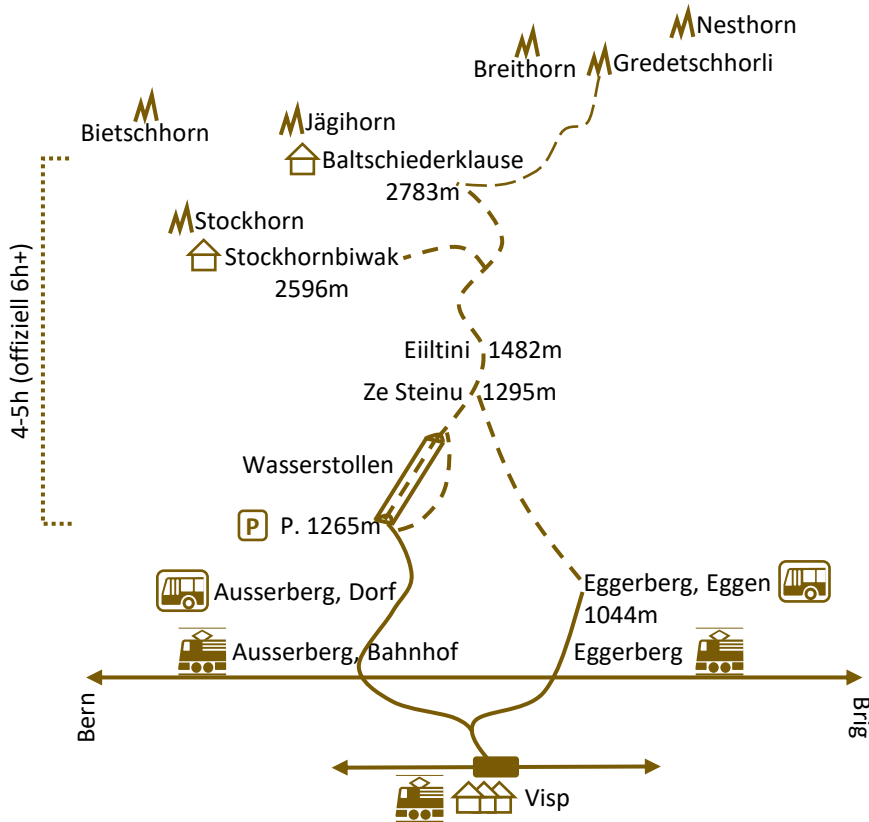 Nesthorn
Breithorn
Gredetschhorli
Bietschhorn
Jägihorn
Baltschiederklause
2783m
Stockhorn
Stockhornbiwak
2596m
4-5h (offiziell 6h+)
Eiiltini 1482m
Ze Steinu 1295m
Wasserstollen
P P. 1265m
Ausserberg, Dorf
Eggerberg, Eggen
1044m
Ausserberg, Bahnhof
Eggerberg
Bern
Brig
Visp